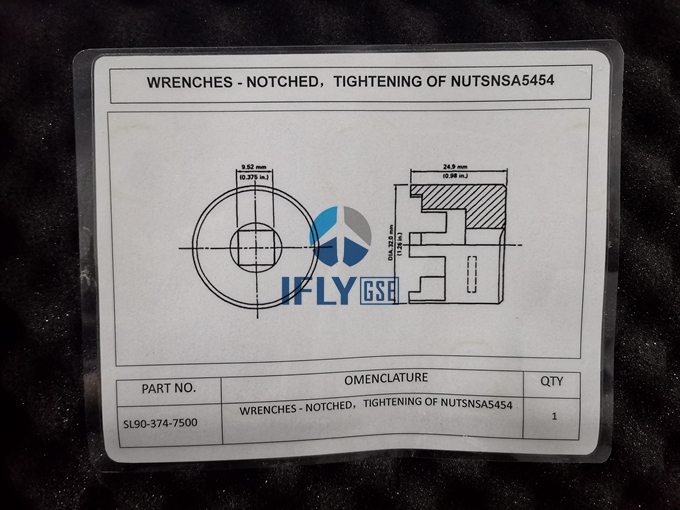 WRENCHES - NOTCHED, TIGHTENING OF NUTSNSA5454
9.52 mm
(0.375 in.)
24.9 mm
(0.98 in.)
DIA. 32.0 mm
(1.26 in.)
IFLY GSE
PART NO. OMENCLATURE QTY
SL90-374-7500 WRENCHES - NOTCHED, TIGHTENING OF NUTSNSA5454 1